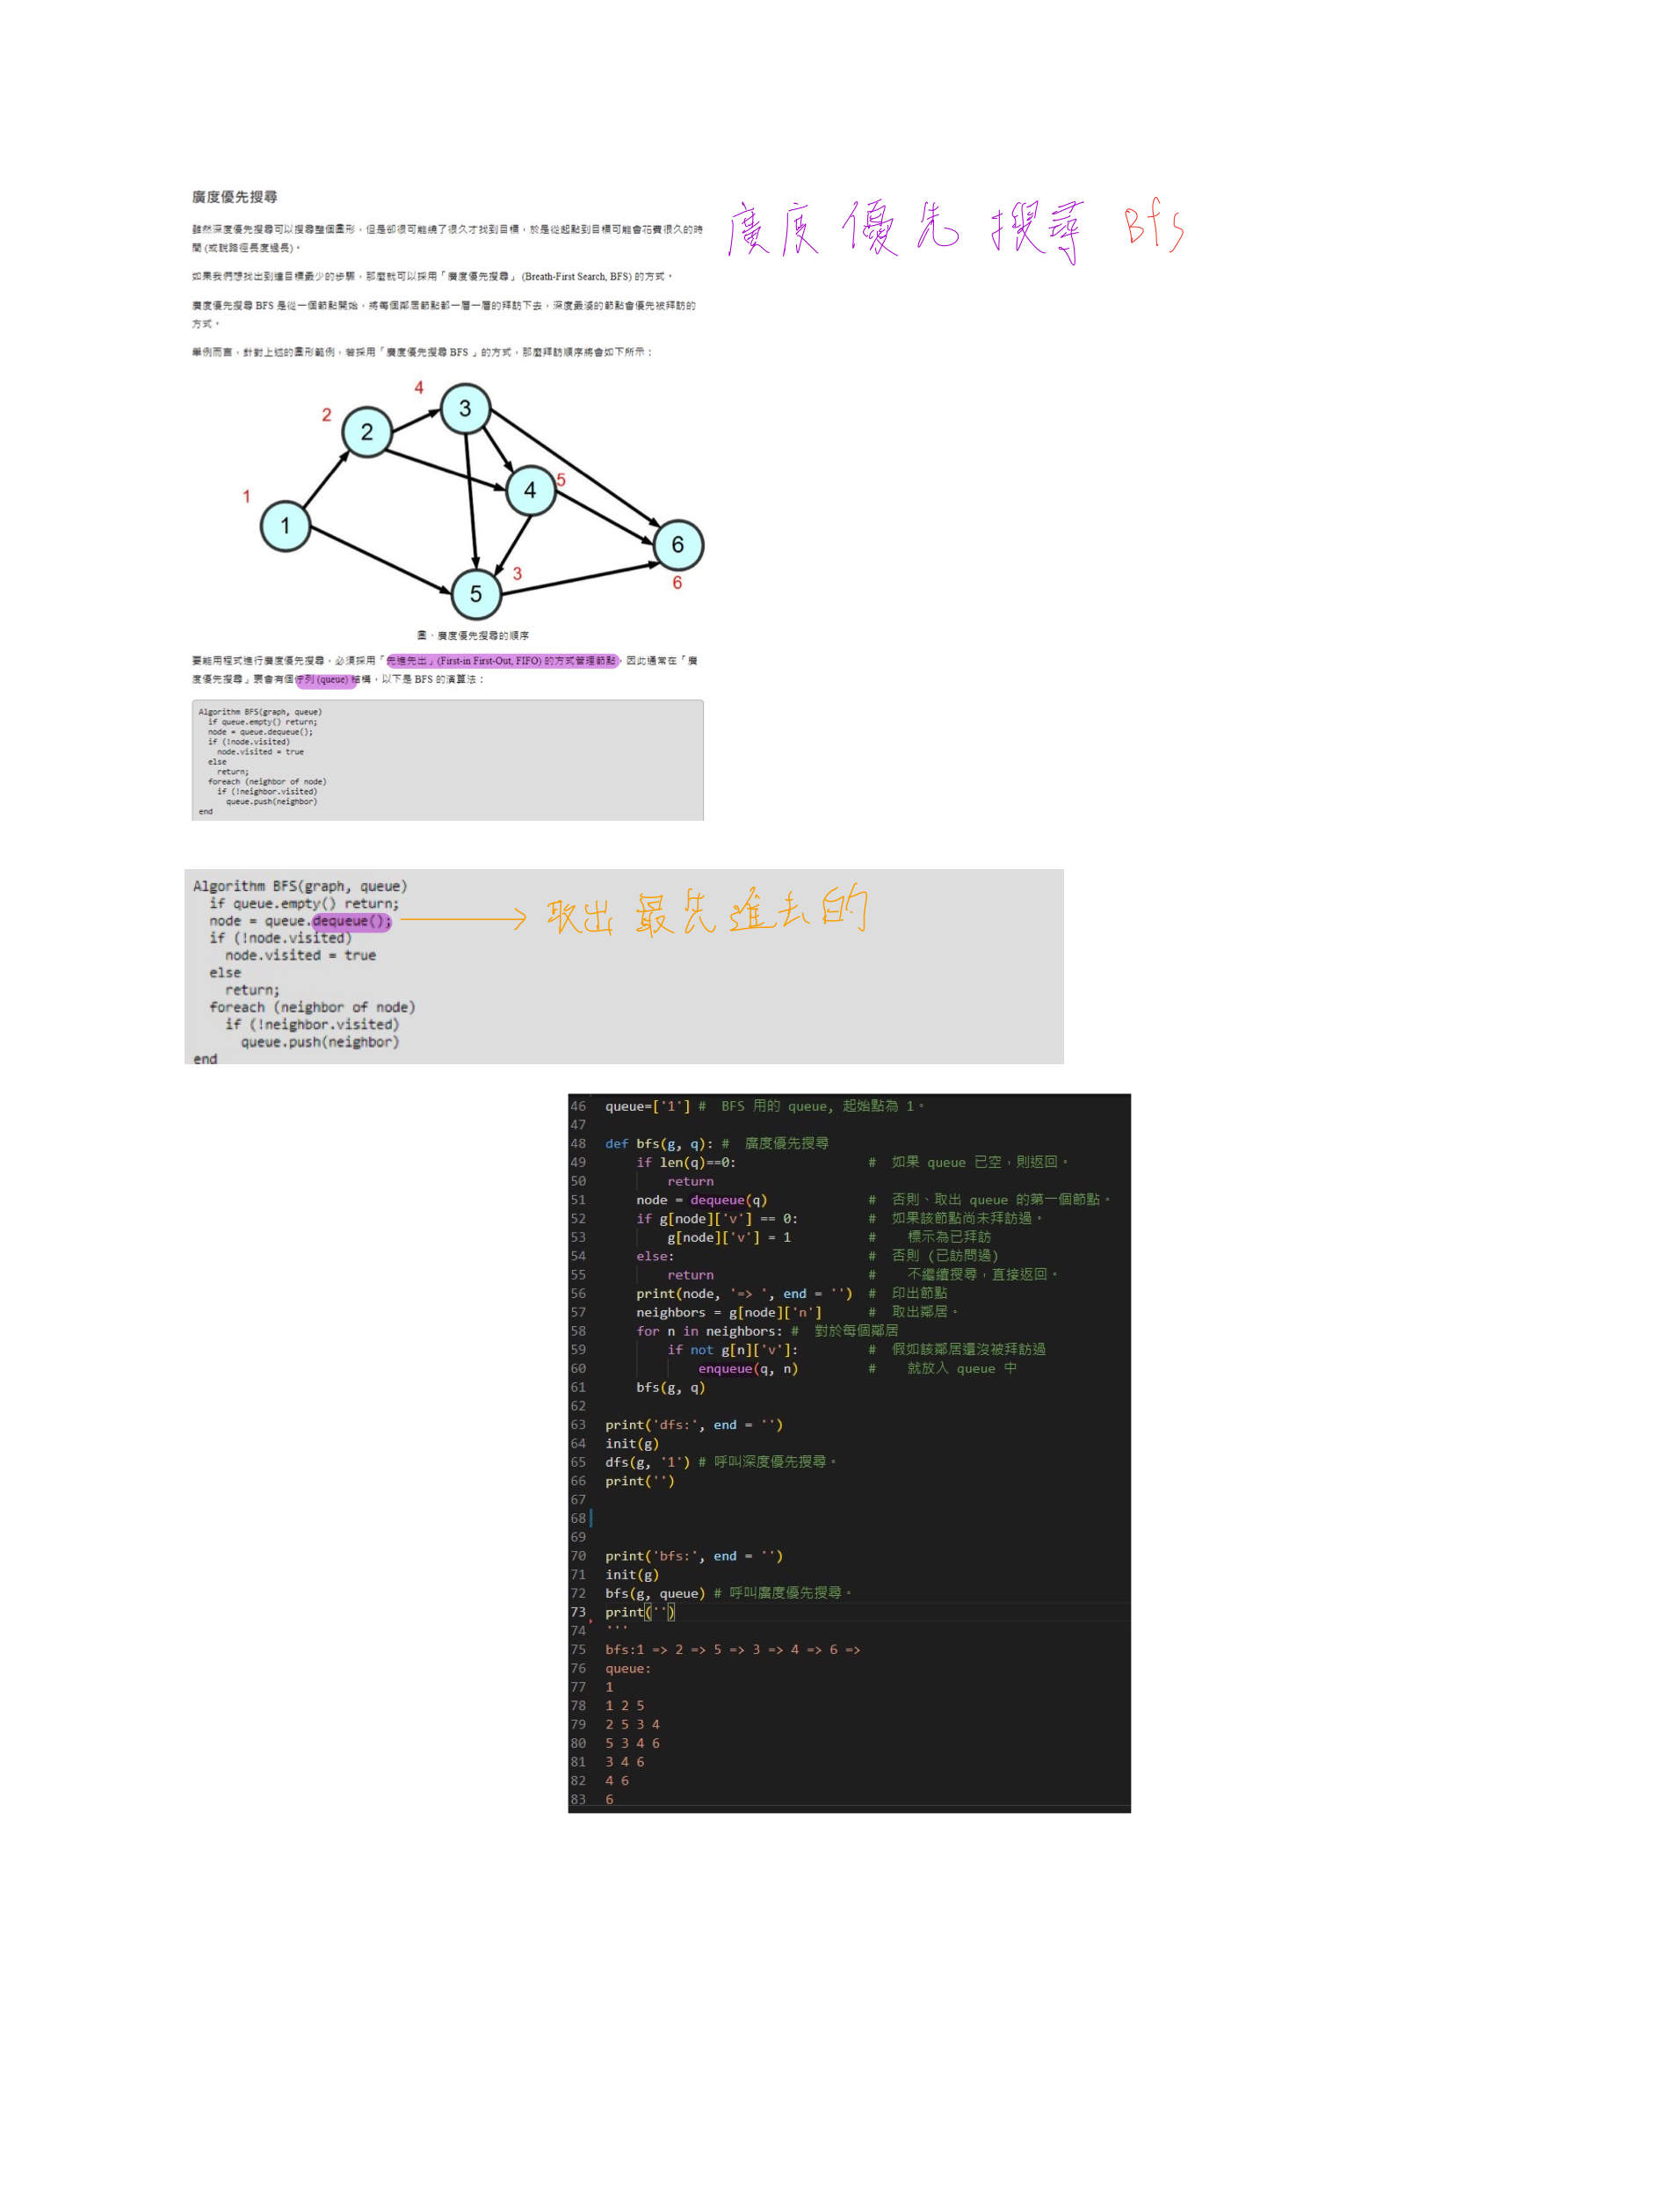 廣度優先搜尋
廣度優先搜尋 Bfs
雖然深度優先搜尋可以搜尋整個圖形，但是卻很可能繞了很久才找到目標，於是從起點到目標可能會花費很久的時
間 (或說路徑長度過長)。
如果我們想找出到達目標最少的步驟，那麼就可以採用「廣度優先搜尋」 (Breath-First Search, BFS) 的方式。
廣度優先搜尋 BFS 是從一個節點開始，將每個鄰居節點都一層一層的拜訪下去，深度最淺的節點會優先被拜訪的
方式。
舉例而言，針對上述的圖形範例，若採用「廣度優先搜尋 BFS 」的方式，那麼拜訪順序將會如下所示：
4
3
2
2
4
5
1
1
6
3
5
6
圖、廣度優先搜尋的順序
要能用程式進行廣度優先搜尋，必須採用「先進先出」(First-in First-Out, FIFO) 的方式管理節點，因此通常在「廣
度優先搜尋」裏會有個佇列 (queue) 結構，以下是 BFS 的演算法：
Algorithm BFS(graph, queue)
if queue.empty() return;
node = queue.dequeue();
if (!node.visited)
node.visited = true
else
return;
foreach (neighbor of node)
if (!neighbor.visited)
queue.push(neighbor)
end
Algorithm BFS(graph, queue)
if queue.empty() return;
node = queue.dequeue(); 取出最先進去的
if (!node.visited)
node.visited = true
else
return;
foreach (neighbor of node)
if (!neighbor.visited)
queue.push(neighbor)
end
46 queue=['1'] # BFS 用的 queue, 起始點為 1。
47
48 def bfs(g, q): # 廣度優先搜尋
49 if len(q)==0: # 如果 queue 已空，則返回。
50 return
51 node = dequeue(q) # 否則、取出 queue 的第一個節點。
52 if g[node]['v'] == 0: # 如果該節點尚未拜訪過。
53 g[node]['v'] = 1 # 標示為已拜訪
54 else: # 否則 (已訪問過)
55 return # 不繼續搜尋，直接返回。
56 print(node, '=> ', end = '') # 印出節點
57 neighbors = g[node]['n'] # 取出鄰居。
58 for n in neighbors: # 對於每個鄰居
59 if not g[n]['v']: # 假如該鄰居還沒被拜訪過
60 enqueue(q, n) # 就放入 queue 中
61 bfs(g, q)
62
63 print('dfs:', end = '')
64 init(g)
65 dfs(g, '1') # 呼叫深度優先搜尋。
66 print('')
67
68
69
70 print('bfs:', end = '')
71 init(g)
72 bfs(g, queue) # 呼叫廣度優先搜尋。
73 print('')
74 '''
75 bfs:1 => 2 => 5 => 3 => 4 => 6 =>
76 queue:
77 1
78 1 2 5
79 2 5 3 4
80 5 3 4 6
81 3 4 6
82 4 6
83 6